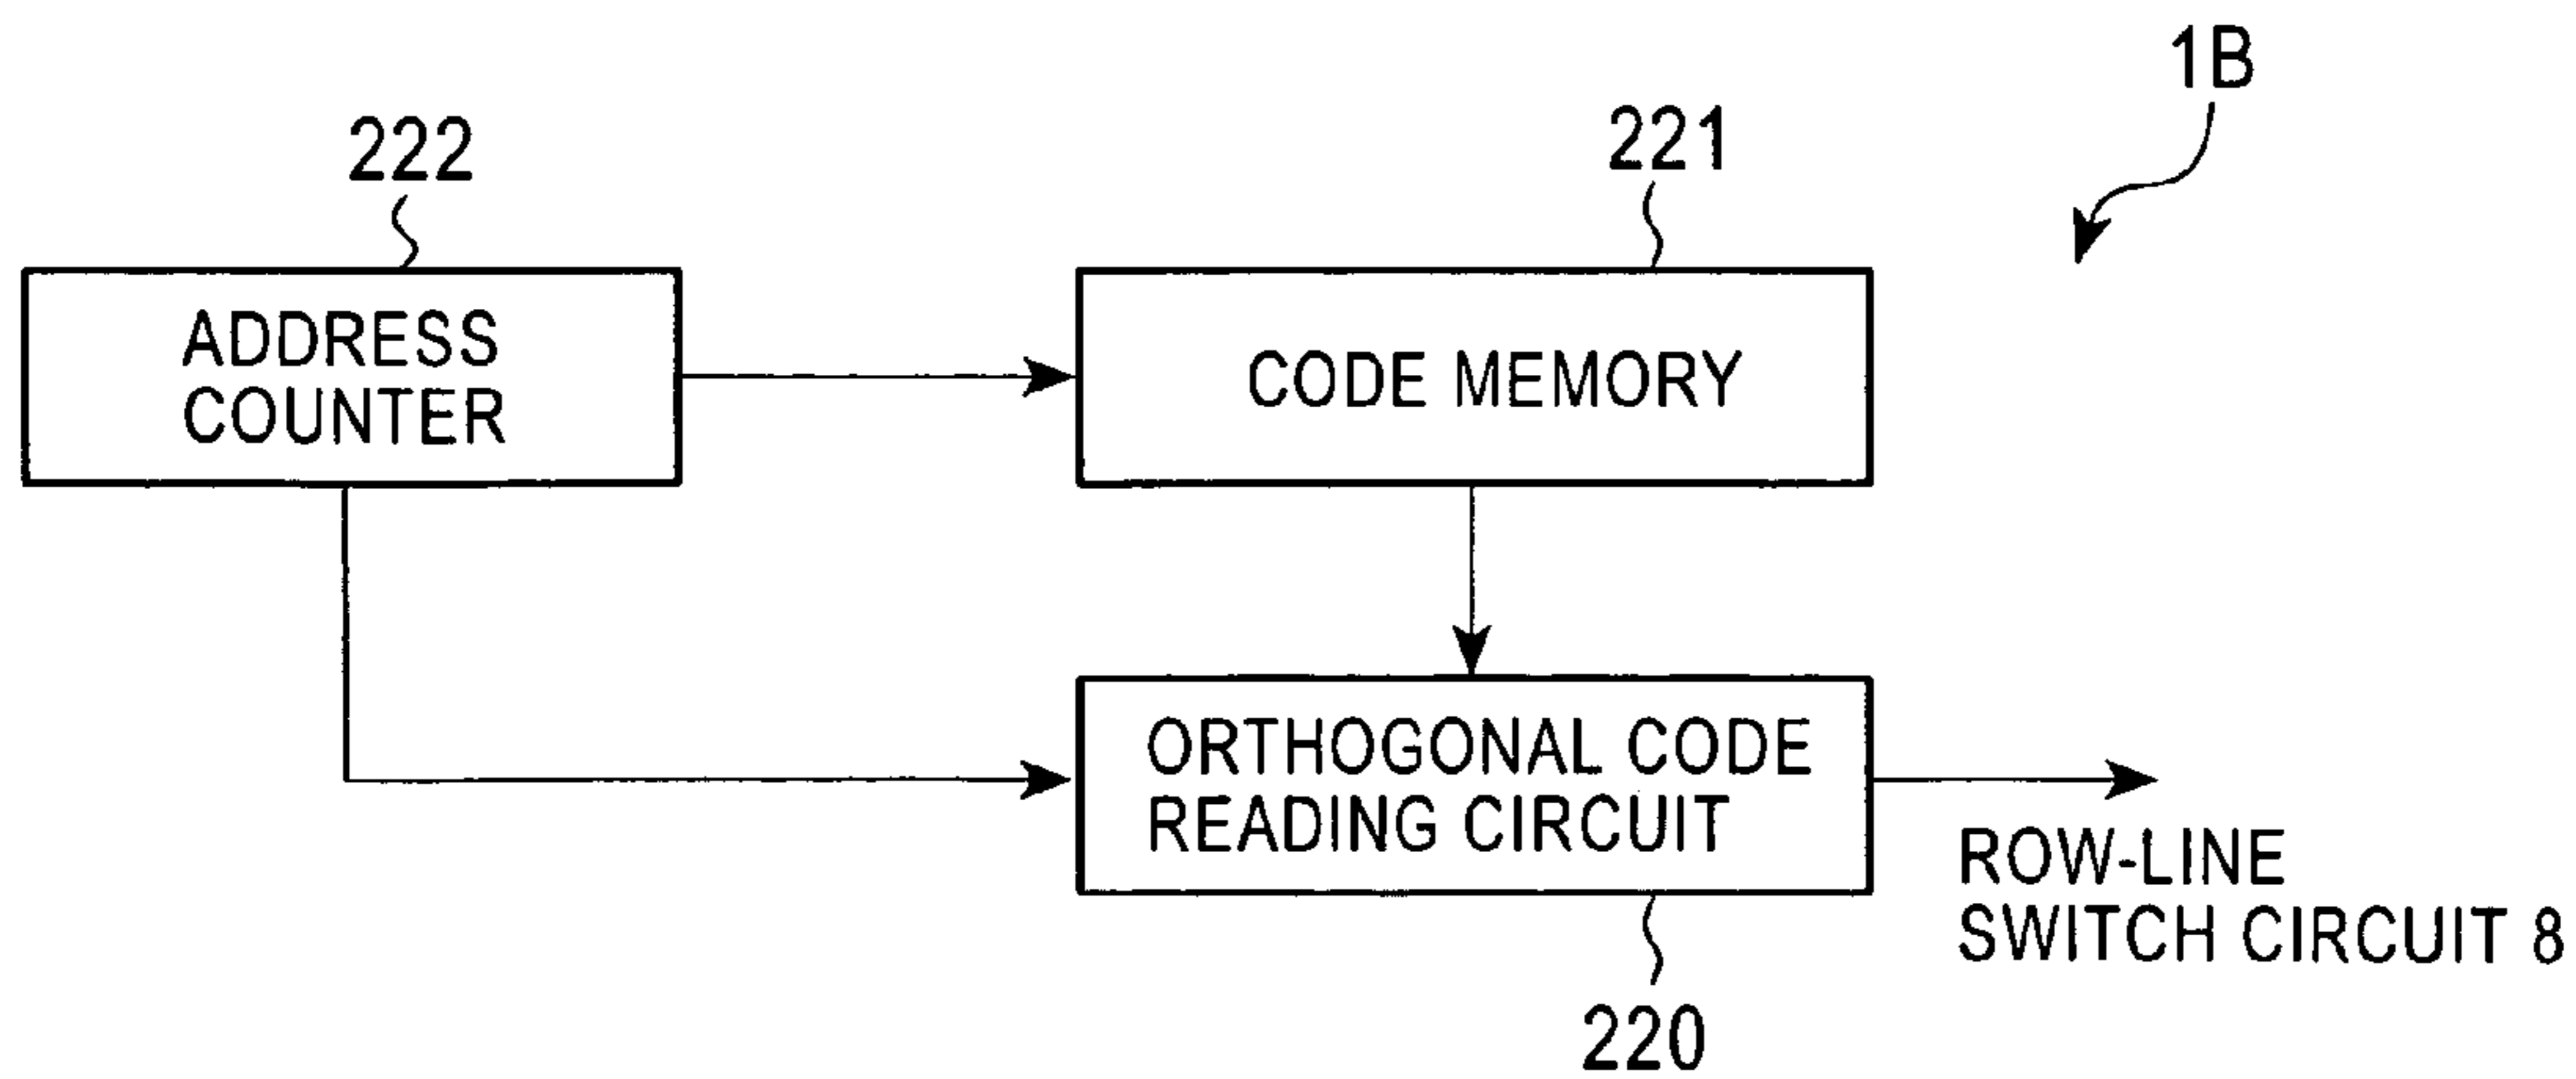 1B
222
221
ADDRESS
COUNTER
CODE MEMORY
ORTHOGONAL CODE
READING CIRCUIT
ROW-LINE
SWITCH CIRCUIT 8
220